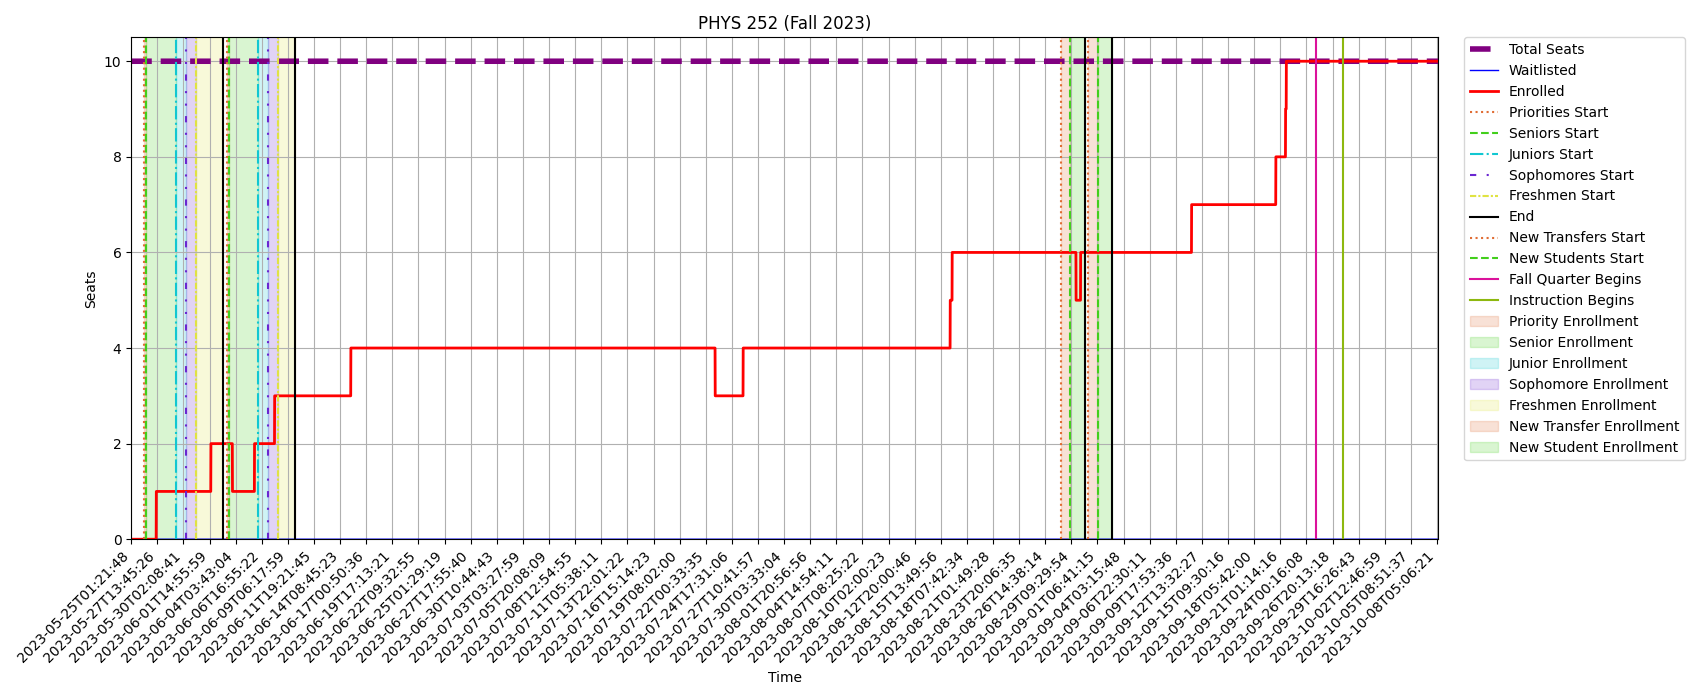 PHYS 252 (Fall 2023)
Seats
10
8
6
4
2
0
2023-05-25T01:21:48
2023-05-27T13:45:26
2023-05-30T02:08:41
2023-06-01T14:55:59
2023-06-04T03:43:04
2023-06-06T16:55:22
2023-06-09T06:17:59
2023-06-11T19:21:45
2023-06-14T08:45:23
2023-06-17T00:50:36
2023-06-19T17:13:21
2023-06-22T09:32:55
2023-06-25T01:29:19
2023-06-27T17:55:40
2023-06-30T10:44:43
2023-07-03T03:27:59
2023-07-05T20:08:09
2023-07-08T12:54:55
2023-07-11T05:38:11
2023-07-13T22:01:22
2023-07-16T15:14:23
2023-07-19T08:02:00
2023-07-22T00:33:35
2023-07-24T17:31:06
2023-07-27T10:41:57
2023-07-30T03:33:04
2023-08-01T20:56:56
2023-08-04T14:54:11
2023-08-07T08:25:22
2023-08-10T02:00:23
2023-08-12T20:00:46
2023-08-15T13:49:56
2023-08-18T07:42:34
2023-08-21T01:49:28
2023-08-23T20:06:35
2023-08-26T14:38:14
2023-08-29T09:29:54
2023-09-01T06:41:15
2023-09-04T03:15:48
2023-09-06T22:30:11
2023-09-09T17:53:36
2023-09-12T13:32:27
2023-09-15T09:30:16
2023-09-18T05:42:00
2023-09-21T01:14:16
2023-09-24T00:16:08
2023-09-26T20:13:18
2023-09-29T16:26:43
2023-10-02T12:46:59
2023-10-05T08:51:37
2023-10-08T05:06:21
Time
Total Seats
Waitlisted
Enrolled
Priorities Start
Seniors Start
Juniors Start
Sophomores Start
Freshmen Start
End
New Transfers Start
New Students Start
Fall Quarter Begins
Instruction Begins
Priority Enrollment
Senior Enrollment
Junior Enrollment
Sophomore Enrollment
Freshmen Enrollment
New Transfer Enrollment
New Student Enrollment